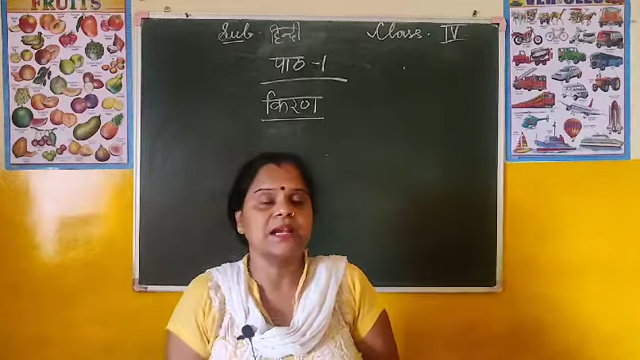 FRUITS
Sub. हिन्दी Class. IV
पाठ -1
किरण